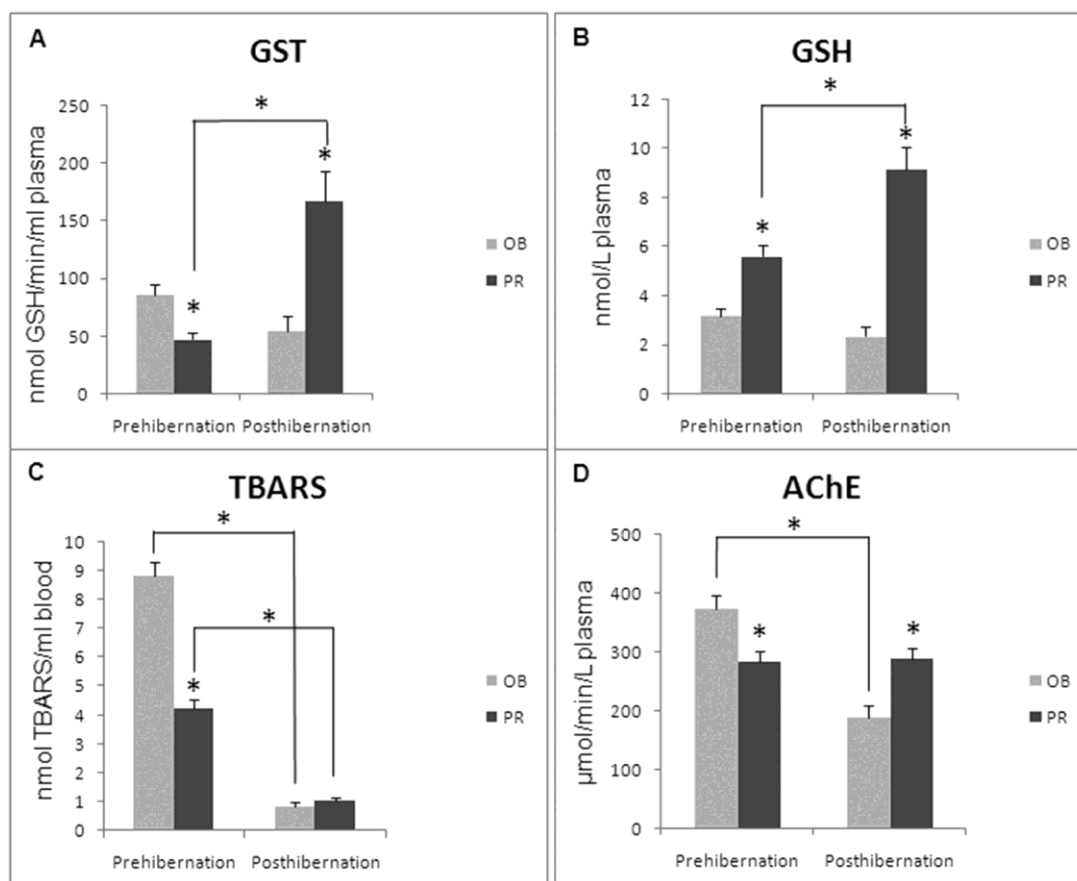 A
GST
nmol GSH/min/ml plasma
250
200
150
100
50
0
*
*
*
Prehibernation Posthibernation
OB
PR
B
GSH
nmol/L plasma
12
10
8
6
4
2
0
*
*
*
Prehibernation Posthibernation
OB
PR
C
TBARS
nmol TBARS/ml blood
10
9
8
7
6
5
4
3
2
1
0
*
*
*
Prehibernation Posthibernation
OB
PR
D
AChE
µmol/min/L plasma
500
400
300
200
100
0
*
*
*
Prehibernation Posthibernation
OB
PR